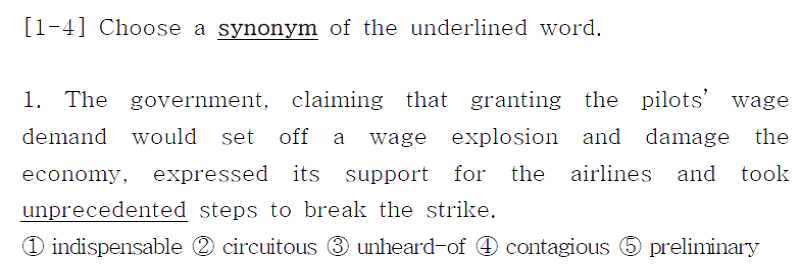 [1-4] Choose a synonym of the underlined word.
1. The government, claiming that granting the pilots’ wage
demand would set off a wage explosion and damage the
economy, expressed its support for the airlines and took
unprecedented steps to break the strike.
① indispensable ② circuitous ③ unheard-of ④ contagious ⑤ preliminary